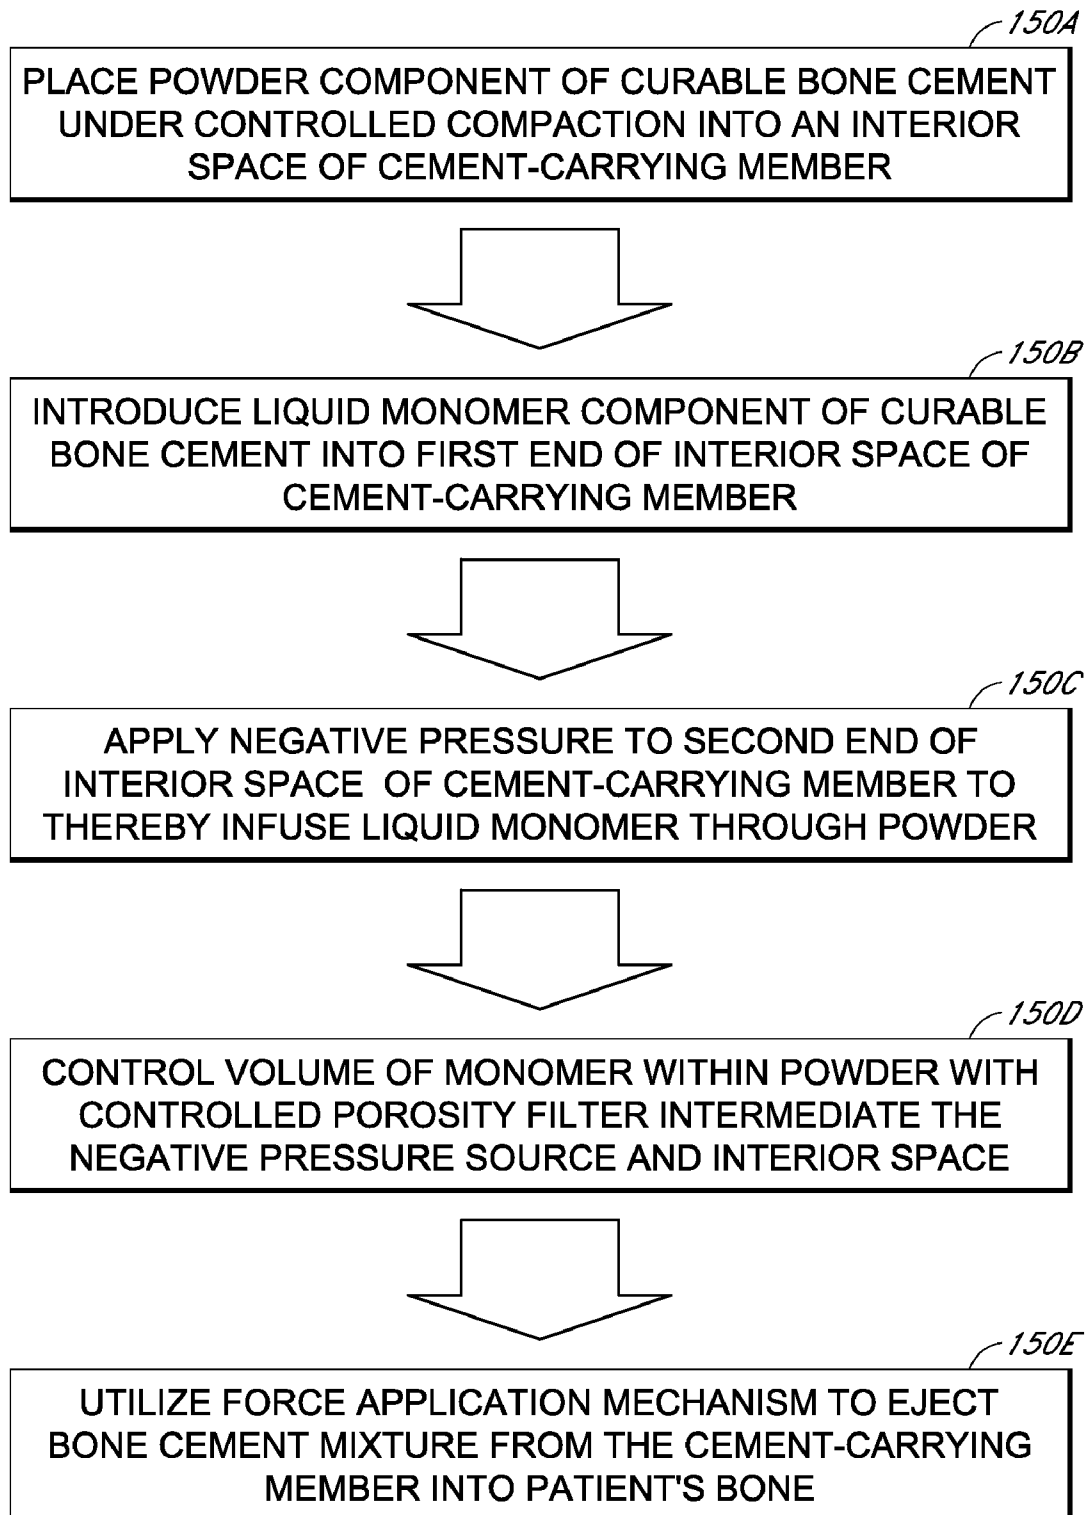 150A
PLACE POWDER COMPONENT OF CURABLE BONE CEMENT
UNDER CONTROLLED COMPACTION INTO AN INTERIOR
SPACE OF CEMENT-CARRYING MEMBER
150B
INTRODUCE LIQUID MONOMER COMPONENT OF CURABLE
BONE CEMENT INTO FIRST END OF INTERIOR SPACE OF
CEMENT-CARRYING MEMBER
150C
APPLY NEGATIVE PRESSURE TO SECOND END OF
INTERIOR SPACE OF CEMENT-CARRYING MEMBER TO
THEREBY INFUSE LIQUID MONOMER THROUGH POWDER
150D
CONTROL VOLUME OF MONOMER WITHIN POWDER WITH
CONTROLLED POROSITY FILTER INTERMEDIATE THE
NEGATIVE PRESSURE SOURCE AND INTERIOR SPACE
150E
UTILIZE FORCE APPLICATION MECHANISM TO EJECT
BONE CEMENT MIXTURE FROM THE CEMENT-CARRYING
MEMBER INTO PATIENT'S BONE